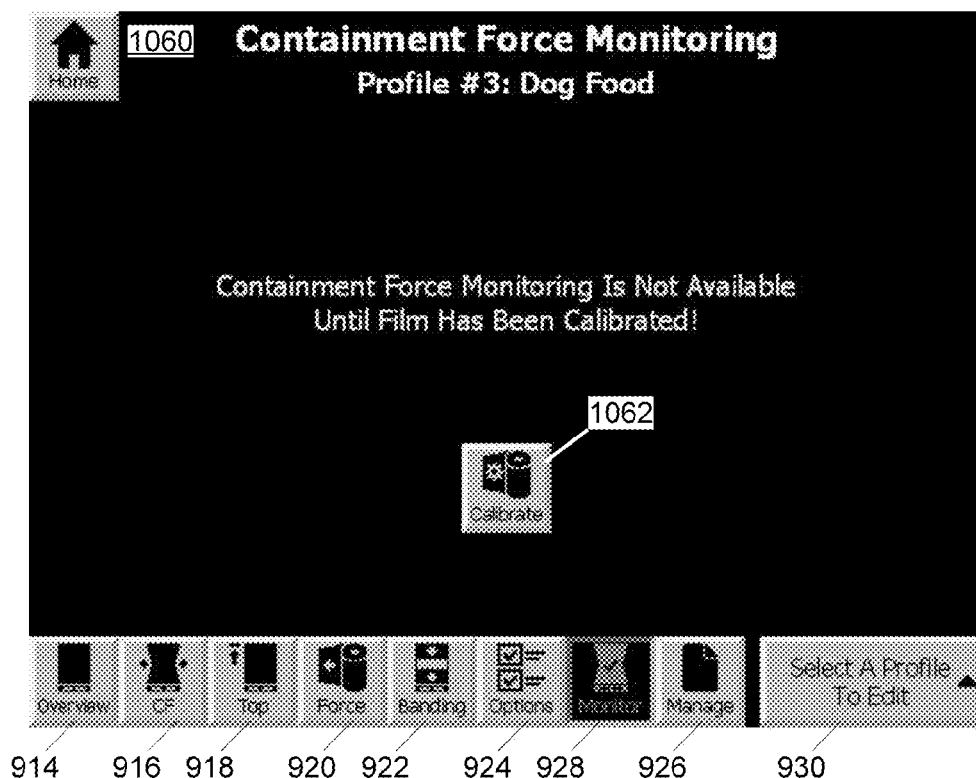 Home
1060
Containment Force Monitoring
Profile #3: Dog Food
Containment Force Monitoring Is Not Available
Until Film Has Been Calibrated!
1062
Calibrate
Overview CF Top Force Banding Options Monitor Manage
Select A Profile
To Edit
914 916 918 920 922 924 928 926 930